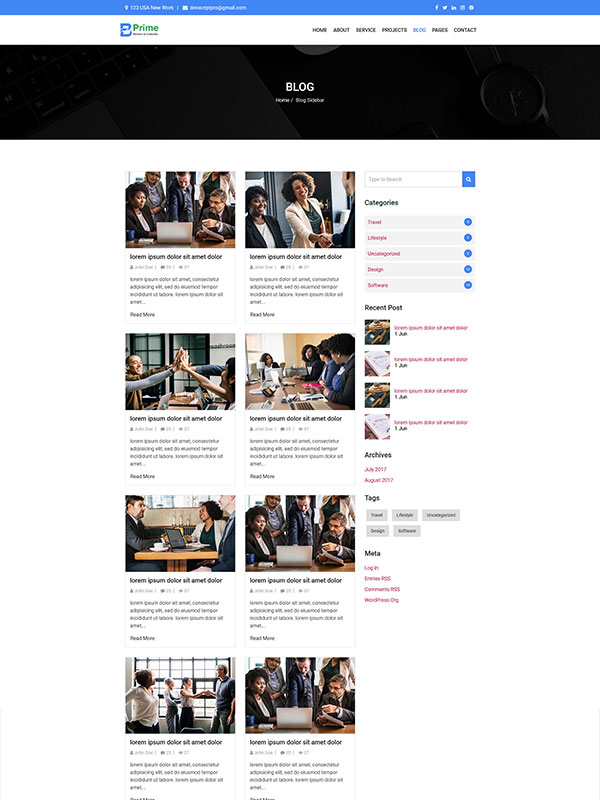 123 USA New Work | devscriptpro@gmail.com
Prime
HOME ABOUT SERVICE PROJECTS BLOG PAGES CONTACT
BLOG
Home / Blog Sidebar
lorem ipsum dolor sit amet dolor
John Doe | 25 | 37
lorem ipsum dolor sit amet, consectetur
adipisicing elit, sed do eiusmod tempor
incididunt ut labore. lorem ipsum dolor sit
amet...
Read More
lorem ipsum dolor sit amet dolor
John Doe | 25 | 37
lorem ipsum dolor sit amet, consectetur
adipisicing elit, sed do eiusmod tempor
incididunt ut labore. lorem ipsum dolor sit
amet...
Read More
lorem ipsum dolor sit amet dolor
John Doe | 25 | 37
lorem ipsum dolor sit amet, consectetur
adipisicing elit, sed do eiusmod tempor
incididunt ut labore. lorem ipsum dolor sit
amet...
Read More
lorem ipsum dolor sit amet dolor
John Doe | 25 | 37
lorem ipsum dolor sit amet, consectetur
adipisicing elit, sed do eiusmod tempor
incididunt ut labore. lorem ipsum dolor sit
amet...
Read More
lorem ipsum dolor sit amet dolor
John Doe | 25 | 37
lorem ipsum dolor sit amet, consectetur
adipisicing elit, sed do eiusmod tempor
incididunt ut labore. lorem ipsum dolor sit
amet...
Read More
lorem ipsum dolor sit amet dolor
John Doe | 25 | 37
lorem ipsum dolor sit amet, consectetur
adipisicing elit, sed do eiusmod tempor
incididunt ut labore. lorem ipsum dolor sit
amet...
Read More
lorem ipsum dolor sit amet dolor
John Doe | 25 | 37
lorem ipsum dolor sit amet, consectetur
adipisicing elit, sed do eiusmod tempor
incididunt ut labore. lorem ipsum dolor sit
amet...
Read More
lorem ipsum dolor sit amet dolor
John Doe | 25 | 37
lorem ipsum dolor sit amet, consectetur
adipisicing elit, sed do eiusmod tempor
incididunt ut labore. lorem ipsum dolor sit
amet...
Read More
Type to Search
Categories
Travel
Lifestyle
Uncategorized
Design
Software
Recent Post
lorem ipsum dolor sit amet dolor
1 Jun
lorem ipsum dolor sit amet dolor
1 Jun
lorem ipsum dolor sit amet dolor
1 Jun
lorem ipsum dolor sit amet dolor
1 Jun
Archives
July 2017
August 2017
Tags
Travel Lifestyle Uncategorized
Design Software
Meta
Log In
Entries RSS
Comments RSS
WordPress.Org